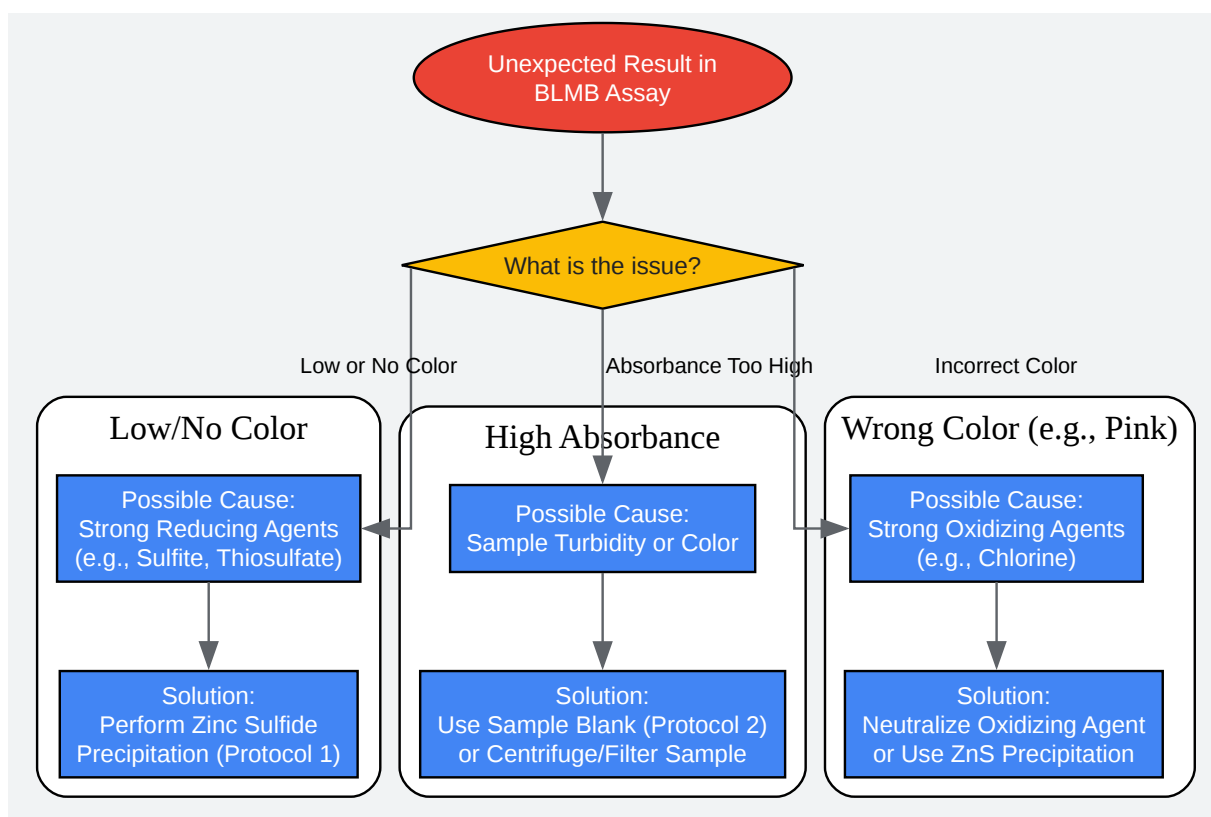 Unexpected Result in
BLMB Assay
What is the issue?
Low or No Color
Absorbance Too High
Incorrect Color
Low/No Color
Possible Cause:
Strong Reducing Agents
(e.g., Sulfite, Thiosulfate)
Solution:
Perform Zinc Sulfide
Precipitation (Protocol 1)
High Absorbance
Possible Cause:
Sample Turbidity or Color
Solution:
Use Sample Blank (Protocol 2)
or Centrifuge/Filter Sample
Wrong Color (e.g., Pink)
Possible Cause:
Strong Oxidizing Agents
(e.g., Chlorine)
Solution:
Neutralize Oxidizing Agent
or Use ZnS Precipitation